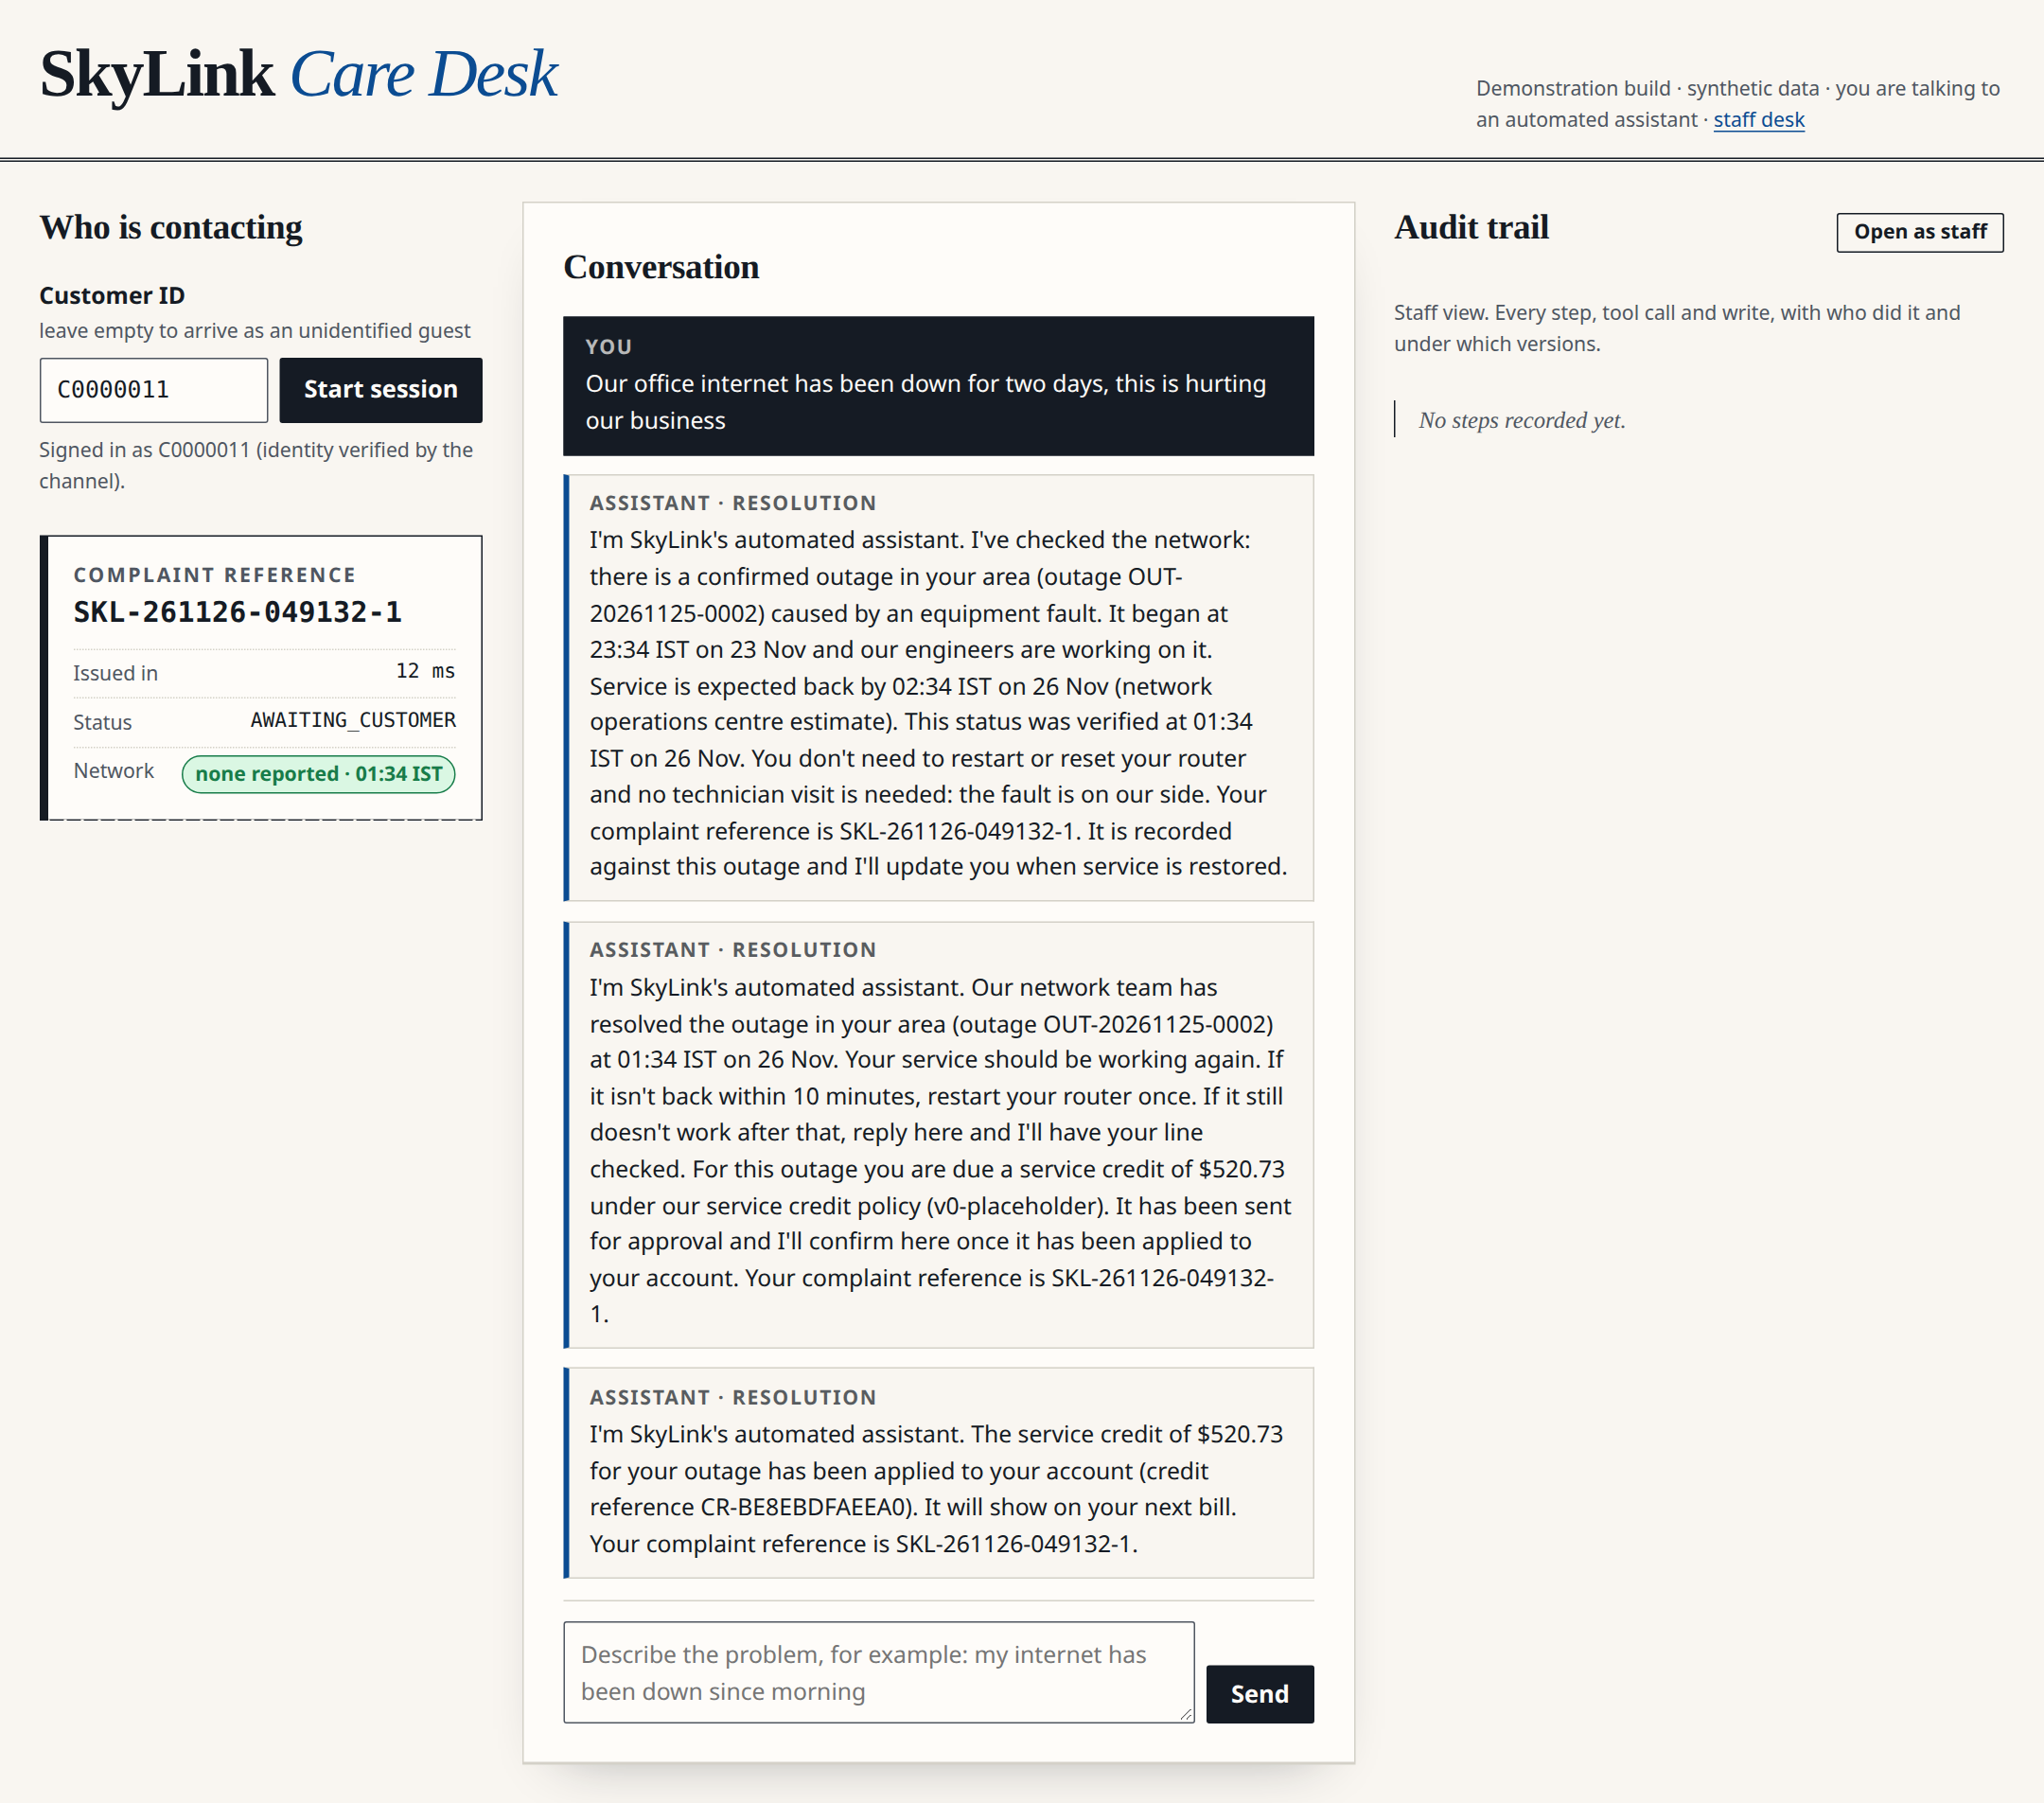 SkyLink Care Desk
Demonstration build · synthetic data · you are talking to
an automated assistant · staff desk
Who is contacting
Customer ID
leave empty to arrive as an unidentified guest
C0000011
Start session
Signed in as C0000011 (identity verified by the
channel).
COMPLAINT REFERENCE
SKL-261126-049132-1
Issued in 12 ms
Status AWAITING_CUSTOMER
Network none reported · 01:34 IST
Conversation
YOU
Our office internet has been down for two days, this is hurting
our business
ASSISTANT · RESOLUTION
I'm SkyLink's automated assistant. I've checked the network:
there is a confirmed outage in your area (outage OUT-
20261125-0002) caused by an equipment fault. It began at
23:34 IST on 23 Nov and our engineers are working on it.
Service is expected back by 02:34 IST on 26 Nov (network
operations centre estimate). This status was verified at 01:34
IST on 26 Nov. You don't need to restart or reset your router
and no technician visit is needed: the fault is on our side. Your
complaint reference is SKL-261126-049132-1. It is recorded
against this outage and I'll update you when service is restored.
ASSISTANT · RESOLUTION
I'm SkyLink's automated assistant. Our network team has
resolved the outage in your area (outage OUT-20261125-0002)
at 01:34 IST on 26 Nov. Your service should be working again. If
it isn't back within 10 minutes, restart your router once. If it still
doesn't work after that, reply here and I'll have your line
checked. For this outage you are due a service credit of $520.73
under our service credit policy (v0-placeholder). It has been sent
for approval and I'll confirm here once it has been applied to
your account. Your complaint reference is SKL-261126-049132-
1.
ASSISTANT · RESOLUTION
I'm SkyLink's automated assistant. The service credit of $520.73
for your outage has been applied to your account (credit
reference CR-BE8EBDFAEEA0). It will show on your next bill.
Your complaint reference is SKL-261126-049132-1.
Describe the problem, for example: my internet has
been down since morning
Send
Audit trail
Open as staff
Staff view. Every step, tool call and write, with who did it and
under which versions.
No steps recorded yet.